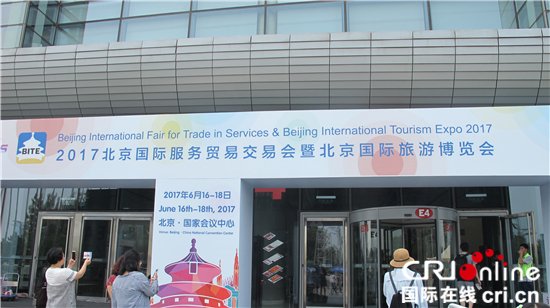 Beijing International Fair for Trade in Services & Beijing International Tourism Expo 2017
BITE
2017北京国际服务贸易交易会暨北京国际旅游博览会
2017年6月16-18日
June 16th-18th, 2017
北京·国家会议中心
Venue: Beijing · China National Convention Center
E4
CRIonline
国际在线 cri.cn